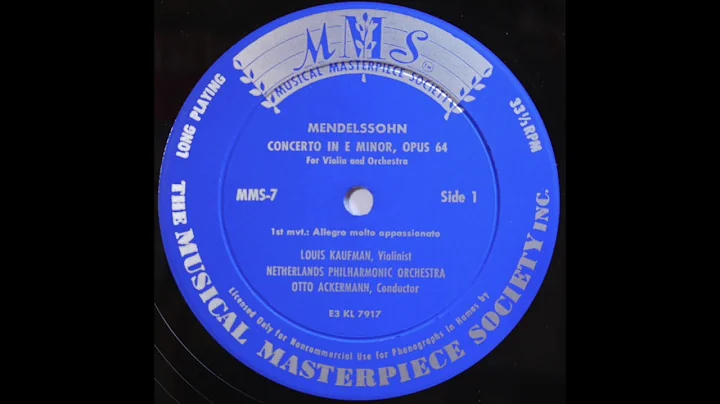 MMS
TM
MUSICAL MASTERPIECE SOCIETY
LONG PLAYING
33⅓ RPM
MENDELSSOHN
CONCERTO IN E MINOR, OPUS 64
For Violin and Orchestra
MMS-7
Side 1
1st mvt.: Allegro molto appassionato
LOUIS KAUFMAN, Violinist
NETHERLANDS PHILHARMONIC ORCHESTRA
OTTO ACKERMANN, Conductor
E3 KL 7917
Licensed Only for Noncommercial Use for Phonographs in Homes by
THE MUSICAL MASTERPIECE SOCIETY INC.